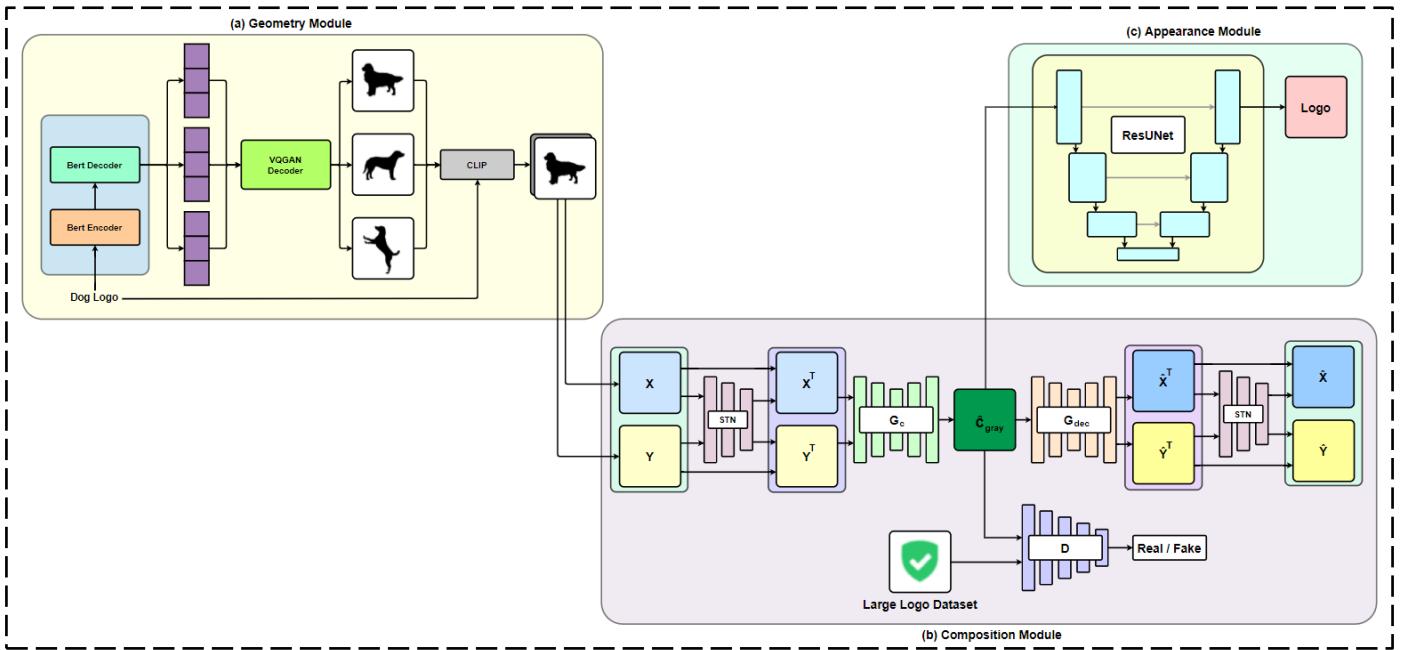 (a) Geometry Module
Bert Decoder
Bert Encoder
Dog Logo
VQGAN
Decoder
CLIP
(c) Appearance Module
ResUNet
Logo
X
Y
STN
X^T
Y^T
G_c
Ĉ_gray
G_dec
X̂^T
Ŷ^T
STN
X̂
Ŷ
D
Real / Fake
Large Logo Dataset
(b) Composition Module